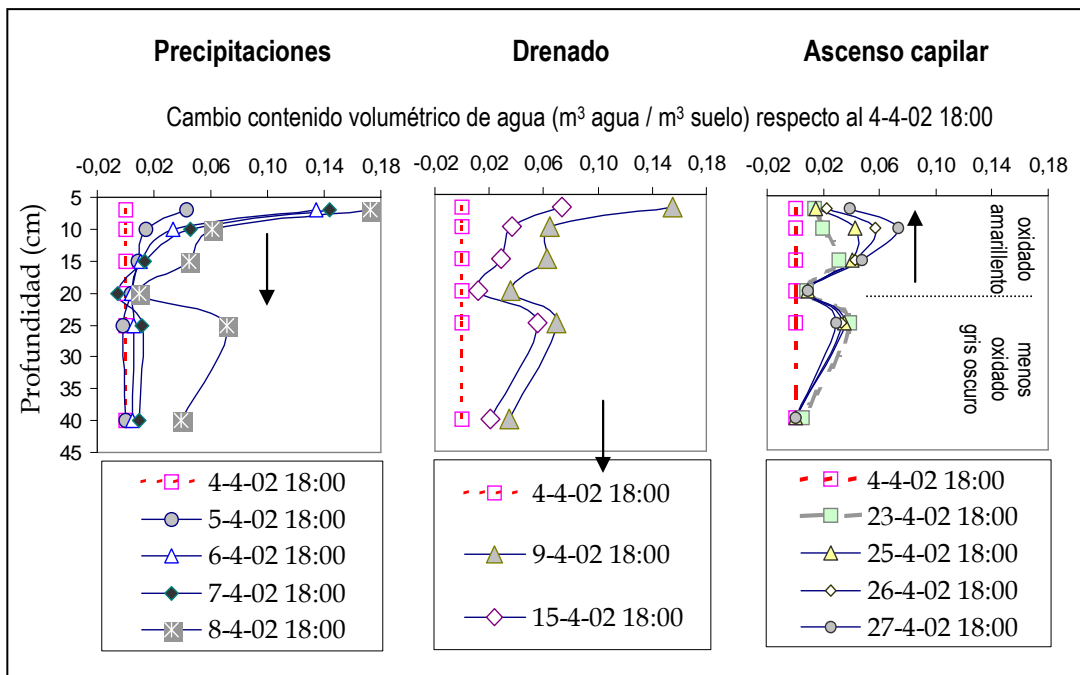 Precipitaciones
Drenado
Ascenso capilar
Cambio contenido volumétrico de agua (m³ agua / m³ suelo) respecto al 4-4-02 18:00
-0,02 0,02 0,06 0,10 0,14 0,18
-0,02 0,02 0,06 0,10 0,14 0,18
-0,02 0,02 0,06 0,10 0,14 0,18
Profundidad (cm)
5
10
15
20
25
30
35
40
45
oxidado
amarillento
menos
oxidado
gris oscuro
4-4-02 18:00
5-4-02 18:00
6-4-02 18:00
7-4-02 18:00
8-4-02 18:00
4-4-02 18:00
9-4-02 18:00
15-4-02 18:00
4-4-02 18:00
23-4-02 18:00
25-4-02 18:00
26-4-02 18:00
27-4-02 18:00